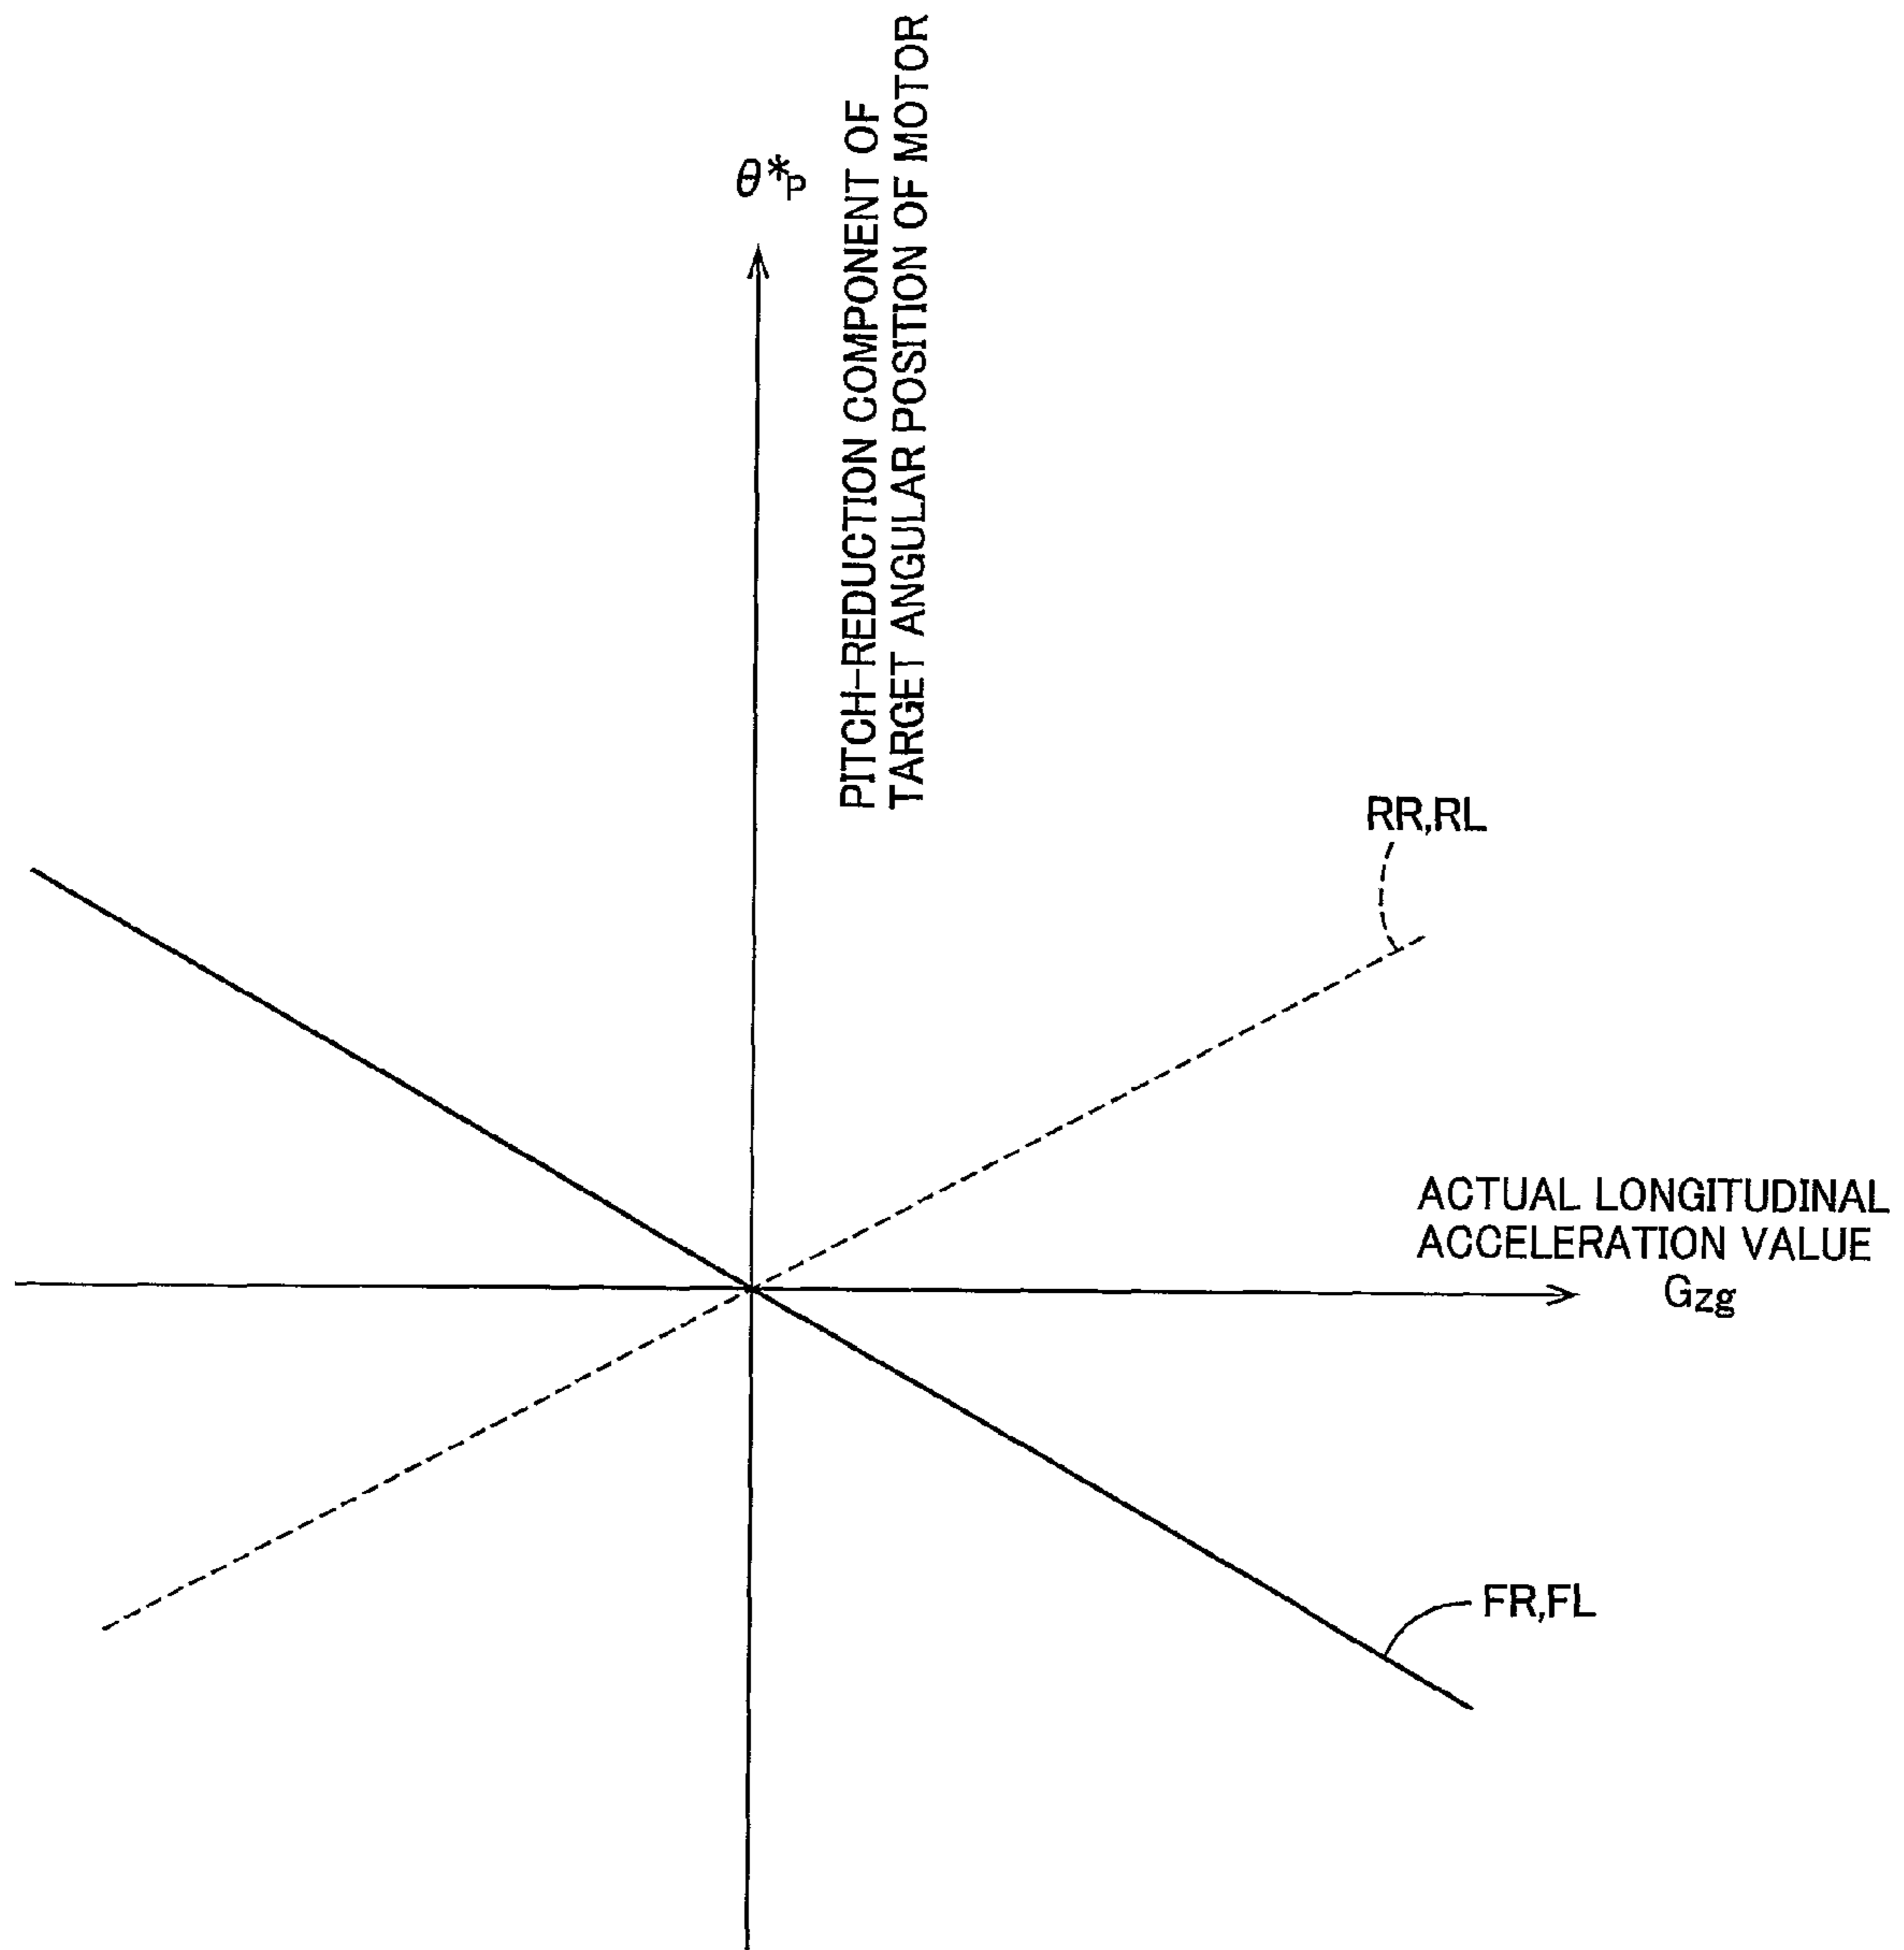 θ*P
PITCH-REDUCTION COMPONENT OF
TARGET ANGULAR POSITION OF MOTOR
RR,RL
ACTUAL LONGITUDINAL
ACCELERATION VALUE
Gzg
FR,FL